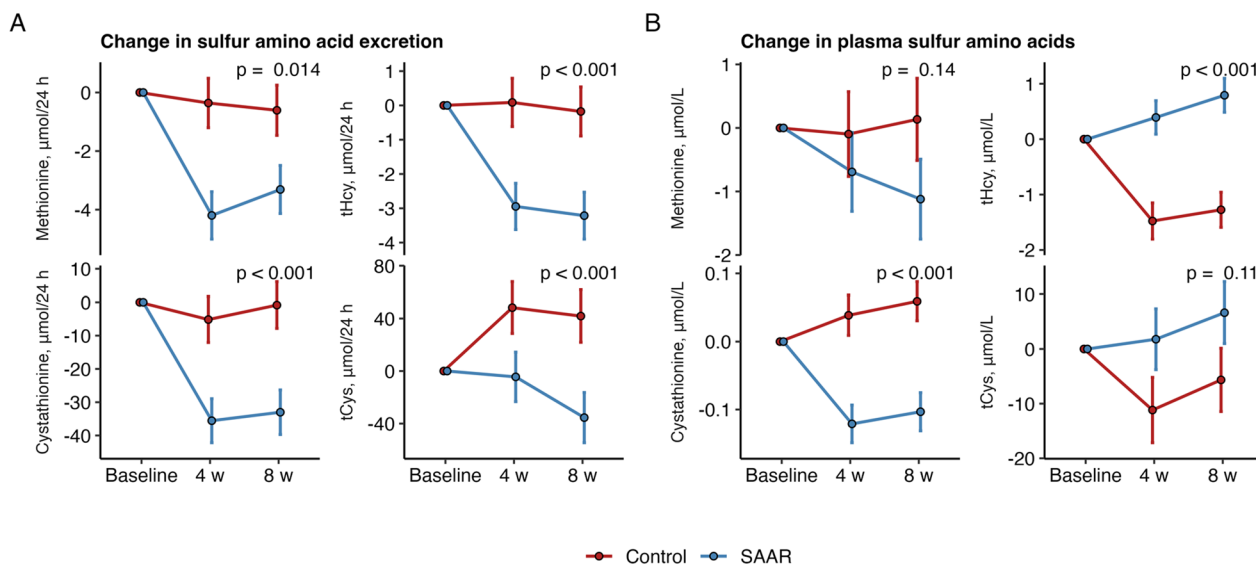 A
Change in sulfur amino acid excretion
Methionine, μmol/24 h
0
-2
-4
p = 0.014
tHcy, μmol/24 h
1
0
-1
-2
-3
-4
p < 0.001
Cystathionine, μmol/24 h
10
0
-10
-20
-30
-40
p < 0.001
Baseline 4 w 8 w
tCys, μmol/24 h
80
40
0
-40
p < 0.001
Baseline 4 w 8 w
B
Change in plasma sulfur amino acids
Methionine, μmol/L
1
0
-1
-2
p = 0.14
tHcy, μmol/L
1
0
-1
-2
p < 0.001
Cystathionine, μmol/L
0.1
0.0
-0.1
p < 0.001
Baseline 4 w 8 w
tCys, μmol/L
10
0
-10
-20
p = 0.11
Baseline 4 w 8 w
Control SAAR